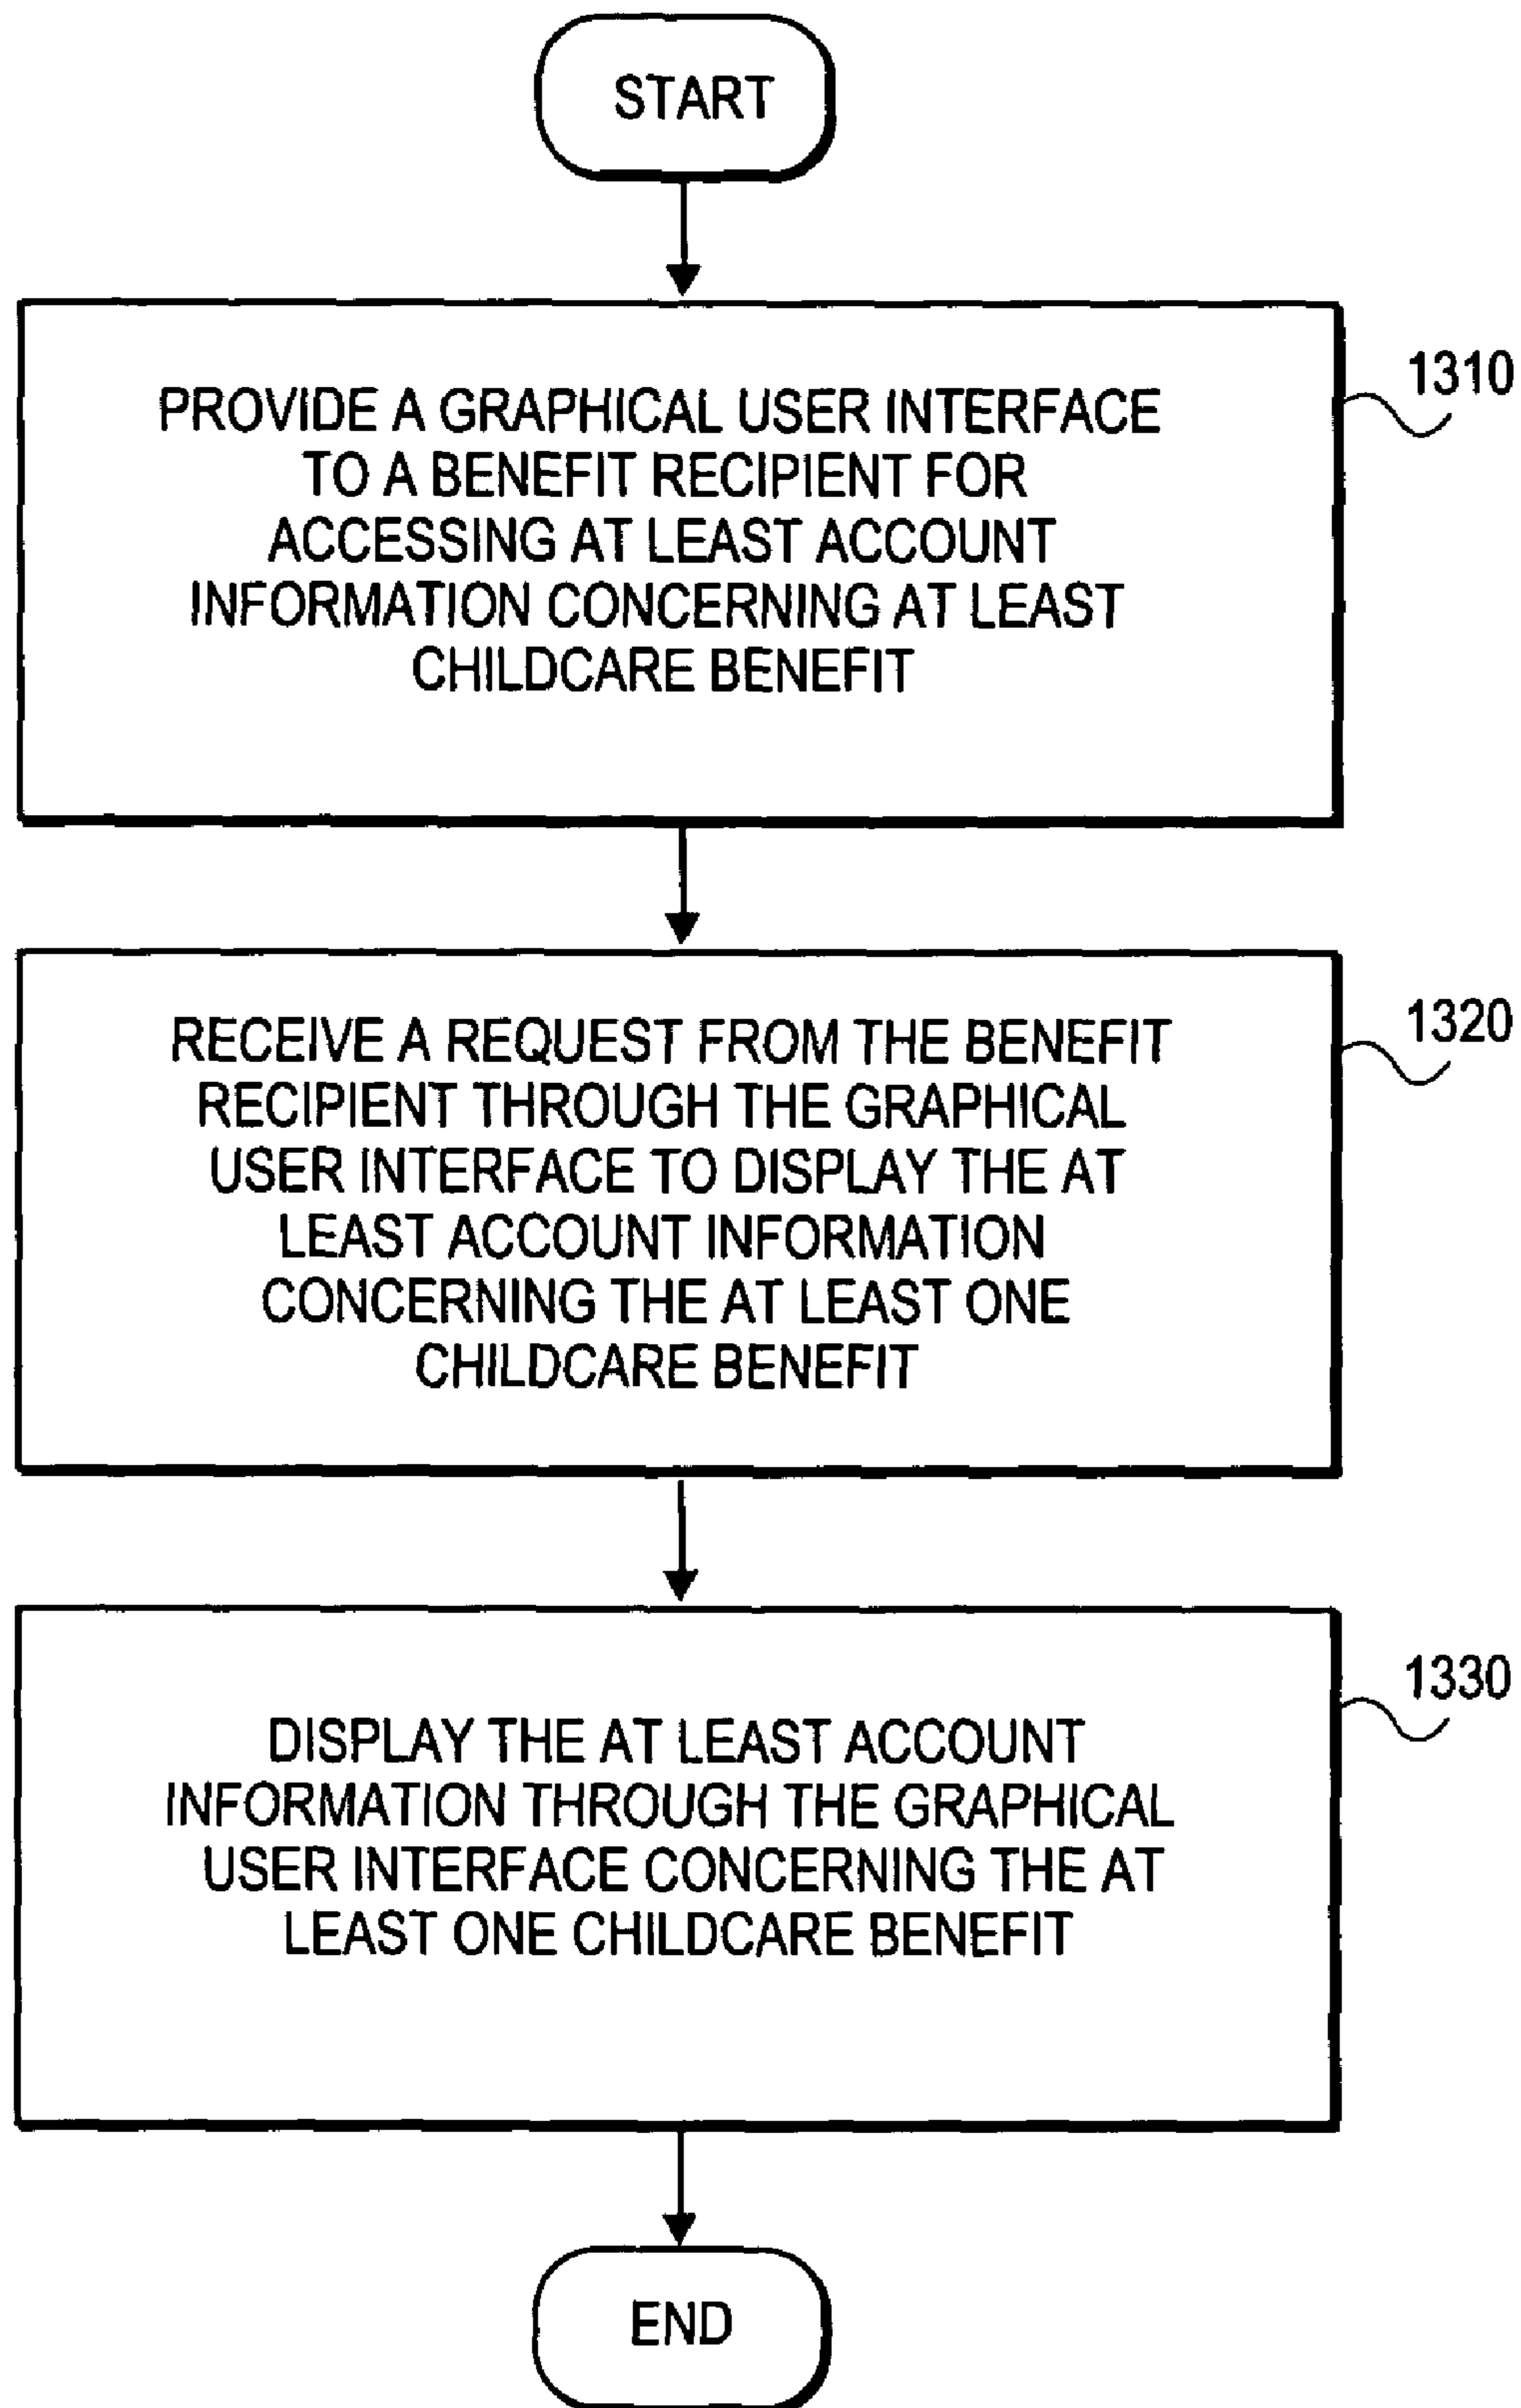 START
PROVIDE A GRAPHICAL USER INTERFACE
TO A BENEFIT RECIPIENT FOR
ACCESSING AT LEAST ACCOUNT
INFORMATION CONCERNING AT LEAST
CHILDCARE BENEFIT
1310
RECEIVE A REQUEST FROM THE BENEFIT
RECIPIENT THROUGH THE GRAPHICAL
USER INTERFACE TO DISPLAY THE AT
LEAST ACCOUNT INFORMATION
CONCERNING THE AT LEAST ONE
CHILDCARE BENEFIT
1320
DISPLAY THE AT LEAST ACCOUNT
INFORMATION THROUGH THE GRAPHICAL
USER INTERFACE CONCERNING THE AT
LEAST ONE CHILDCARE BENEFIT
1330
END